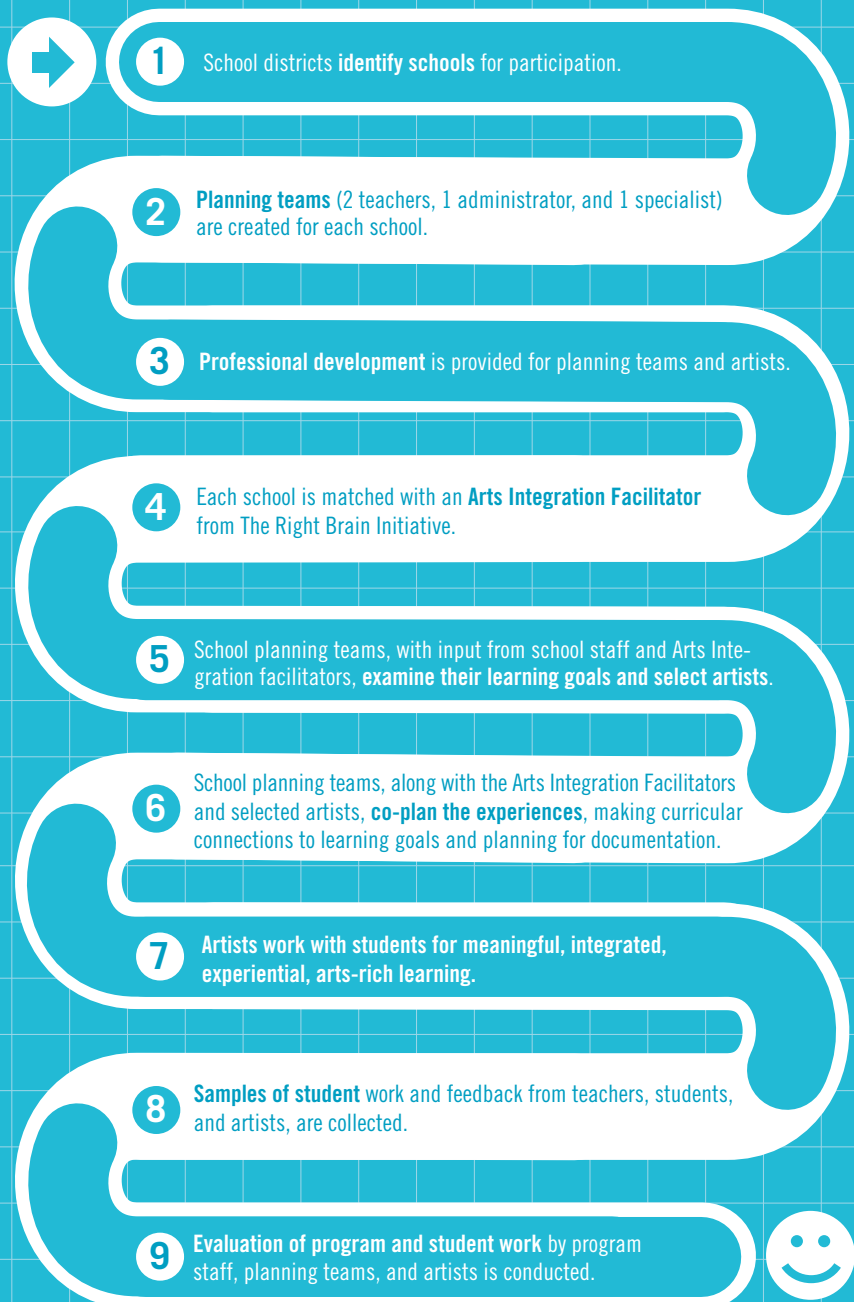 1 School districts identify schools for participation.
2 Planning teams (2 teachers, 1 administrator, and 1 specialist)
are created for each school.
3 Professional development is provided for planning teams and artists.
4 Each school is matched with an Arts Integration Facilitator
from The Right Brain Initiative.
5 School planning teams, with input from school staff and Arts Inte-
gration facilitators, examine their learning goals and select artists.
6 School planning teams, along with the Arts Integration Facilitators
and selected artists, co-plan the experiences, making curricular
connections to learning goals and planning for documentation.
7 Artists work with students for meaningful, integrated,
experiential, arts-rich learning.
8 Samples of student work and feedback from teachers, students,
and artists, are collected.
9 Evaluation of program and student work by program
staff, planning teams, and artists is conducted.